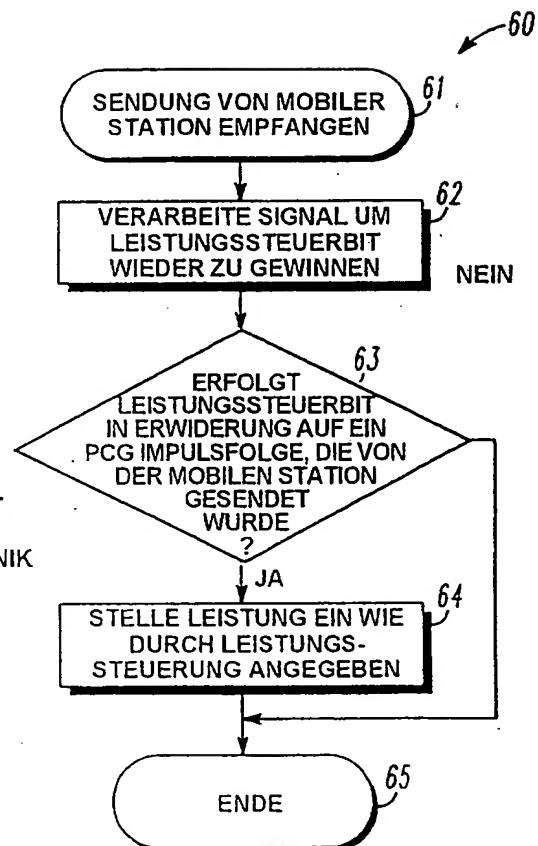 60
61
SENDUNG VON MOBILER
STATION EMPFANGEN
62
VERARBEITE SIGNAL UM
LEISTUNGSSTEUERBIT
WIEDER ZU GEWINNEN
NEIN
63
ERFOLGT
LEISTUNGSSTEUERBIT
IN ERWIDERUNG AUF EIN
PCG IMPULSFOLGE, DIE VON
DER MOBILEN STATION
GESENDET
WURDE
?
NIK
JA
64
STELLE LEISTUNG EIN WIE
DURCH LEISTUNGS-
STEUERUNG ANGEGEBEN
65
ENDE